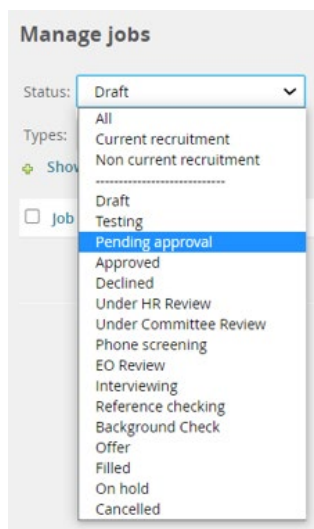 Manage jobs
Status: Draft
Types:
All
Current recruitment
Show
Non current recruitment
----------------------------
Draft
Job
Testing
Pending approval
Approved
Declined
Under HR Review
Under Committee Review
Phone screening
EO Review
Interviewing
Reference checking
Background Check
Offer
Filled
On hold
Cancelled